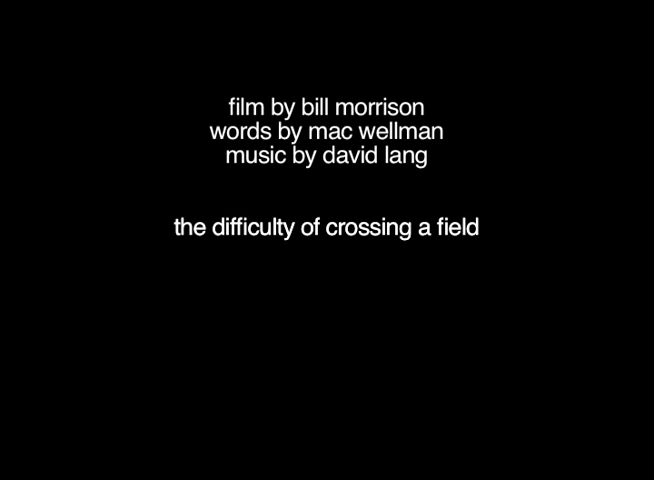 film by bill morrison
words by mac wellman
music by david lang
the difficulty of crossing a field